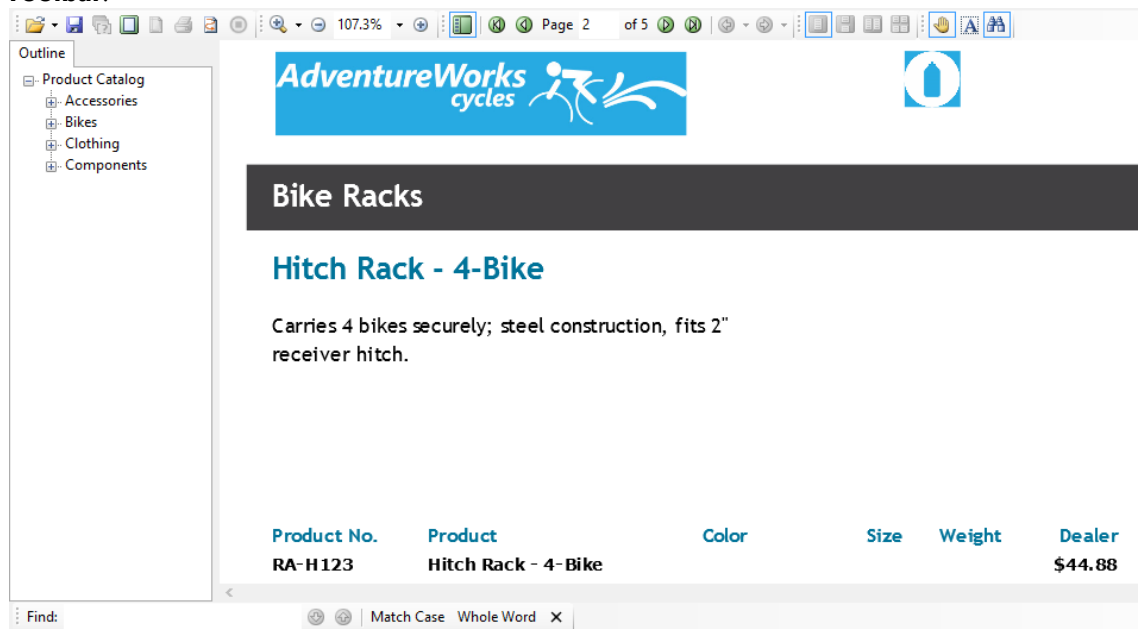 107.3%
Page 2 of 5
Outline
Product Catalog
Accessories
Bikes
Clothing
Components
AdventureWorks
cycles
Bike Racks
Hitch Rack - 4-Bike
Carries 4 bikes securely; steel construction, fits 2"
receiver hitch.
Product No. Product Color Size Weight Dealer
RA-H123 Hitch Rack - 4-Bike $44.88
Find: Match Case Whole Word